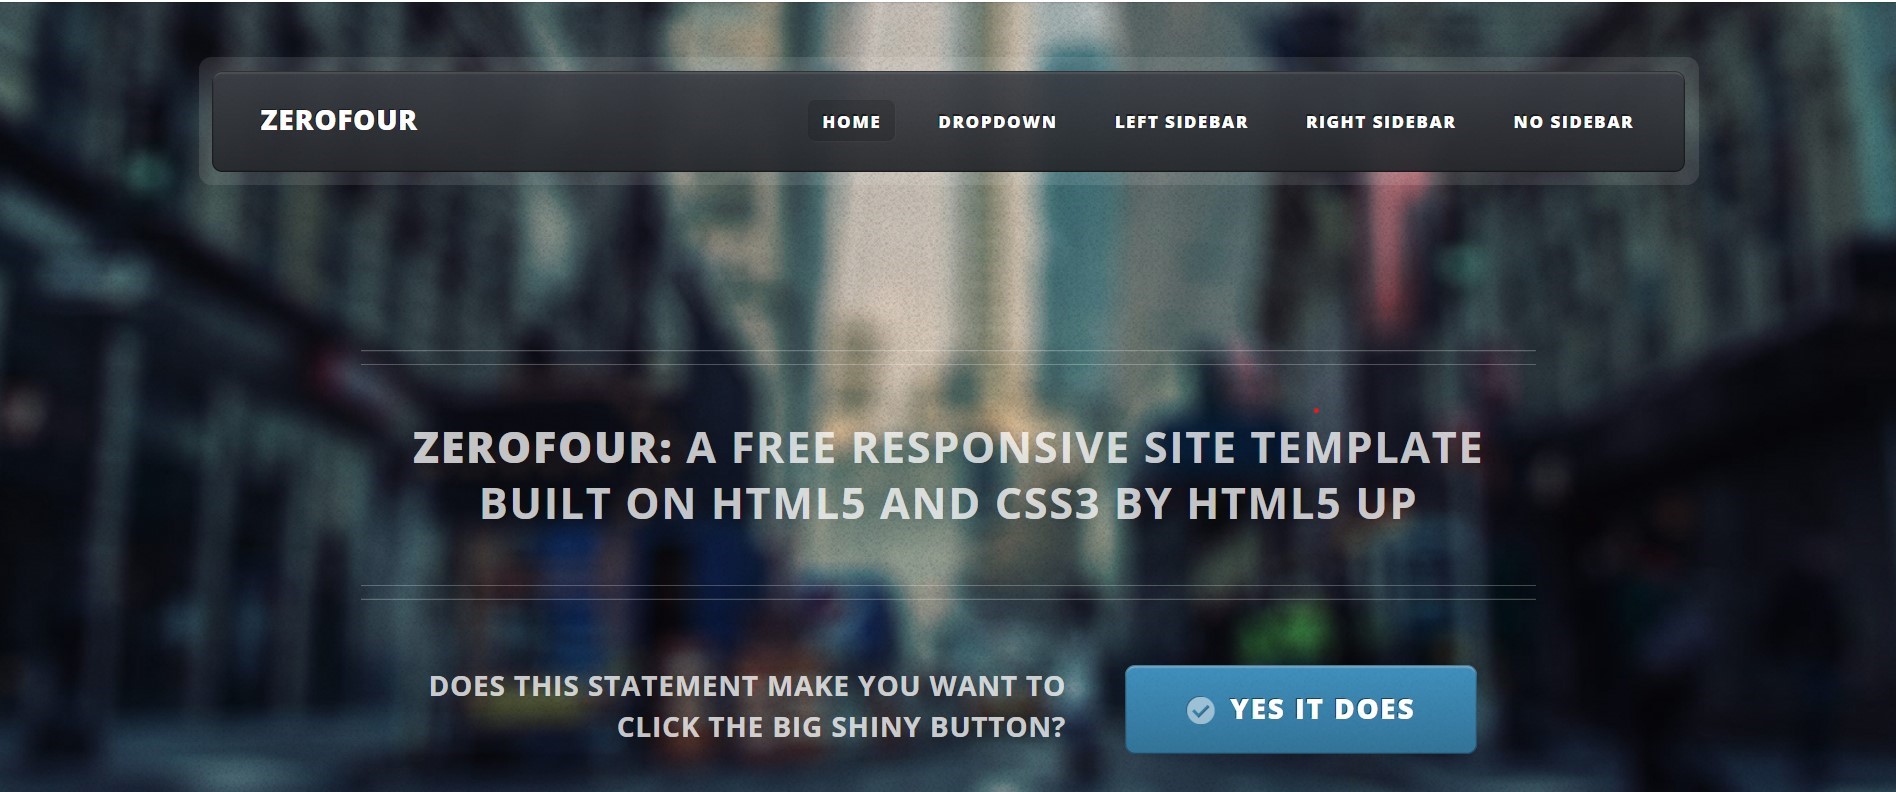 ZEROFOUR
HOME DROPDOWN LEFT SIDEBAR RIGHT SIDEBAR NO SIDEBAR
ZEROFOUR: A FREE RESPONSIVE SITE TEMPLATE
BUILT ON HTML5 AND CSS3 BY HTML5 UP
DOES THIS STATEMENT MAKE YOU WANT TO
CLICK THE BIG SHINY BUTTON?
YES IT DOES